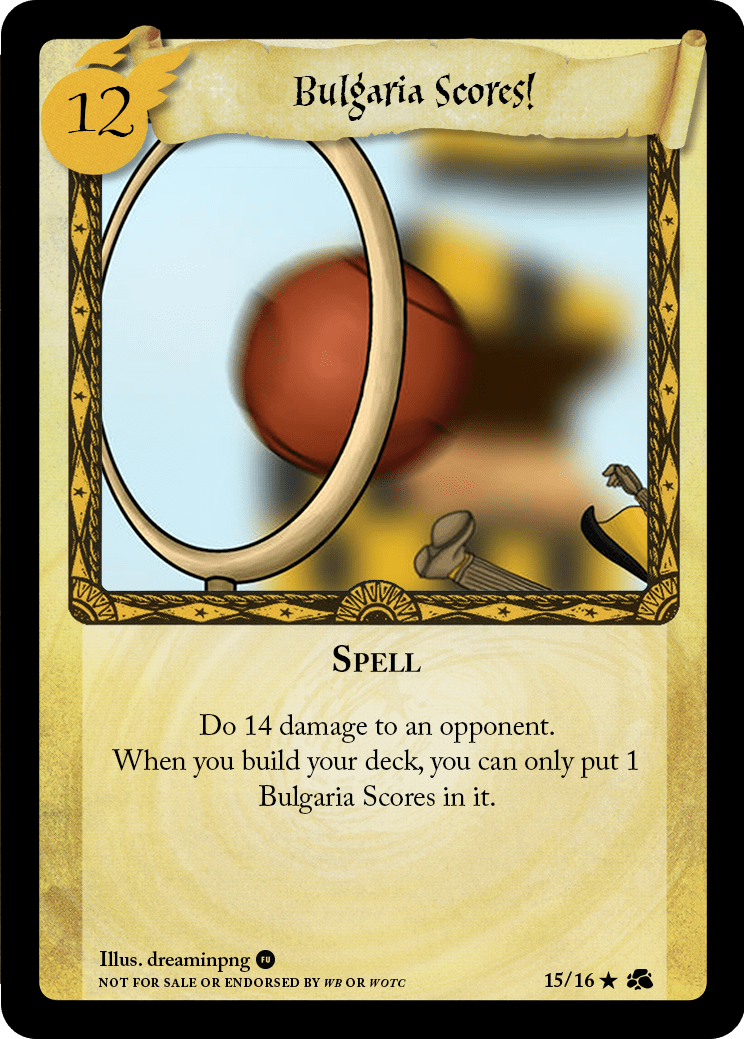 12
Bulgaria Scores!
SPELL
Do 14 damage to an opponent.
When you build your deck, you can only put 1
Bulgaria Scores in it.
Illus. dreaminpng FU
NOT FOR SALE OR ENDORSED BY WB OR WOTC
15/16 ★